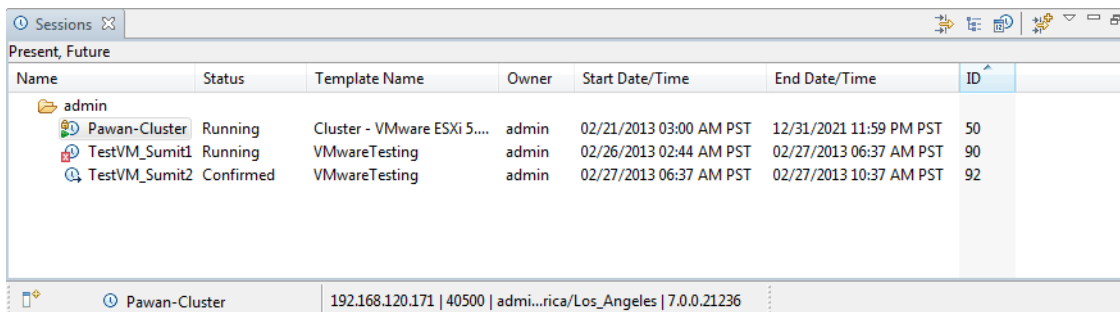 Sessions
Present, Future
Name Status Template Name Owner Start Date/Time End Date/Time ID
admin
Pawan-Cluster Running Cluster - VMware ESXi 5.... admin 02/21/2013 03:00 AM PST 12/31/2021 11:59 PM PST 50
TestVM_Sumit1 Running VMwareTesting admin 02/26/2013 02:44 AM PST 02/27/2013 06:37 AM PST 90
TestVM_Sumit2 Confirmed VMwareTesting admin 02/27/2013 06:37 AM PST 02/27/2013 10:37 AM PST 92
Pawan-Cluster 192.168.120.171 | 40500 | admi...rica/Los_Angeles | 7.0.0.21236